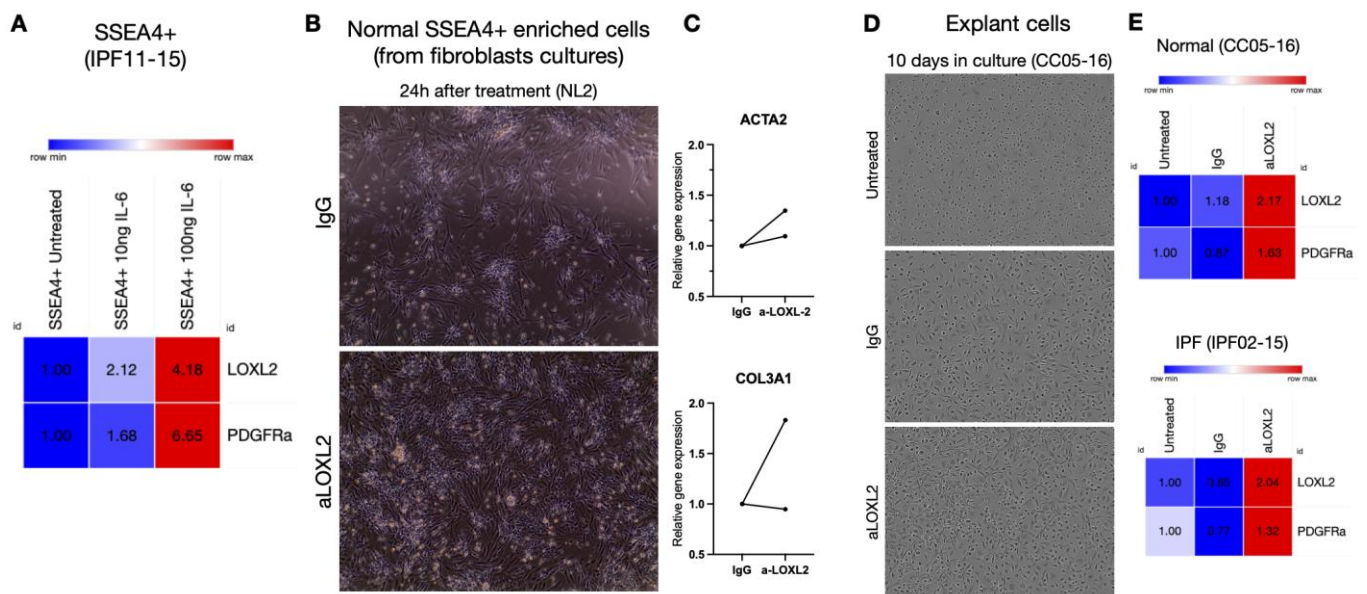 A
SSEA4+
(IPF11-15)
row min
row max
id
SSEA4+ Untreated
SSEA4+ 10ng IL-6
SSEA4+ 100ng IL-6
id
1.00
2.12
4.18
LOXL2
1.00
1.68
6.65
PDGFRa
B
Normal SSEA4+ enriched cells
(from fibroblasts cultures)
24h after treatment (NL2)
IgG
aLOXL2
C
ACTA2
Relative gene expression
2.0
1.5
1.0
0.5
IgG
a-LOXL-2
COL3A1
Relative gene expression
2.0
1.5
1.0
0.5
IgG
a-LOXL2
D
Explant cells
10 days in culture (CC05-16)
Untreated
IgG
aLOXL2
E
Normal (CC05-16)
row min
row max
id
Untreated
IgG
aLOXL2
id
1.00
1.18
2.17
LOXL2
1.00
0.87
1.63
PDGFRa
IPF (IPF02-15)
row min
row max
id
Untreated
IgG
aLOXL2
id
1.00
0.85
2.04
LOXL2
1.00
0.77
1.32
PDGFRa